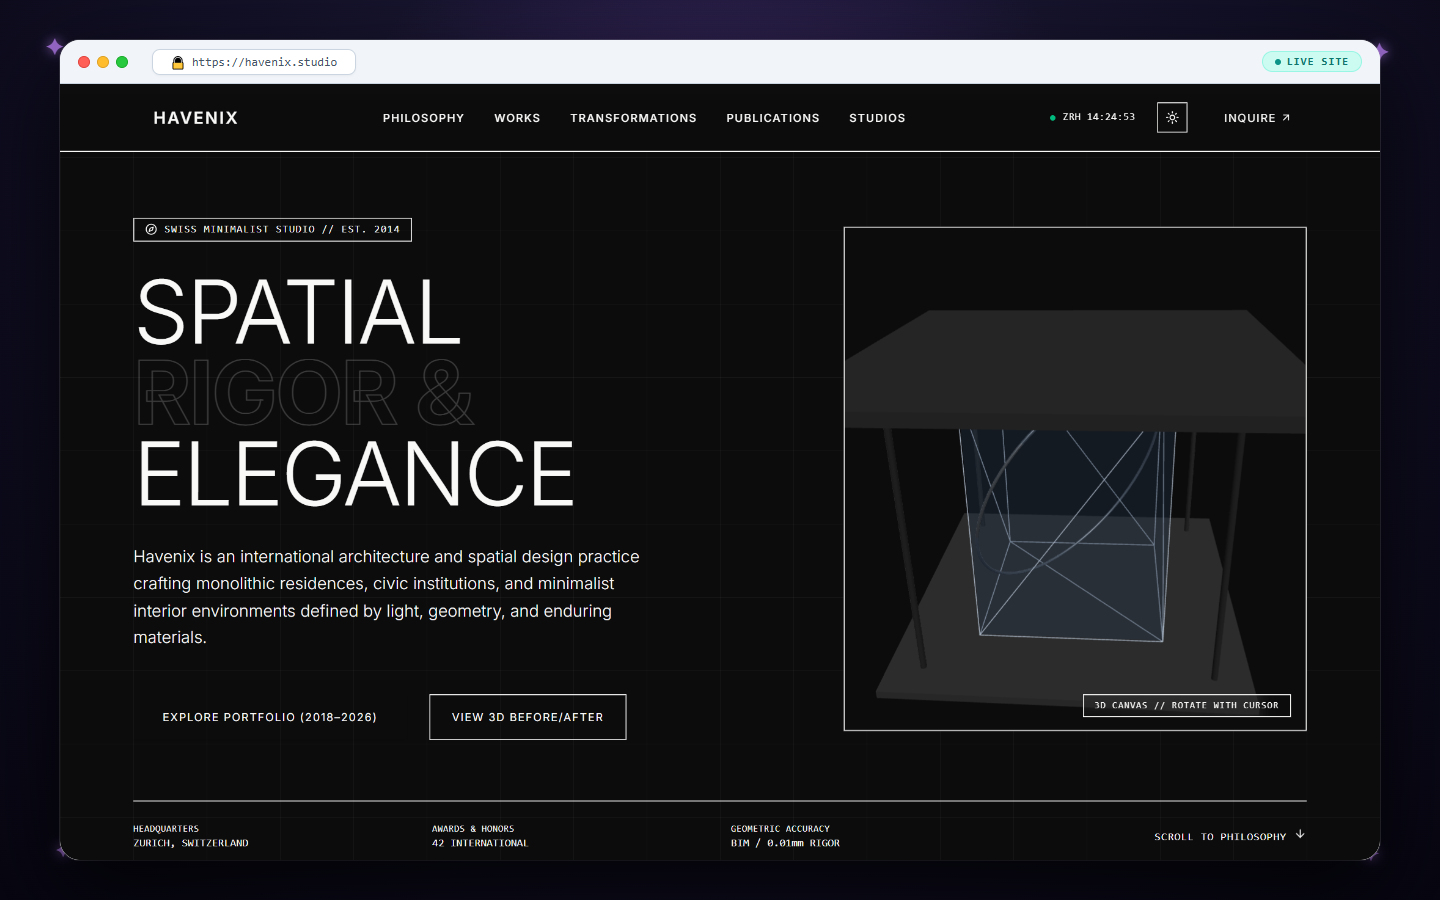 https://havenix.studio
LIVE SITE
HAVENIX
PHILOSOPHY
WORKS
TRANSFORMATIONS
PUBLICATIONS
STUDIOS
ZRH 14:24:53
INQUIRE ↗
SWISS MINIMALIST STUDIO // EST. 2014
SPATIAL
RIGOR &
ELEGANCE
Havenix is an international architecture and spatial design practice
crafting monolithic residences, civic institutions, and minimalist
interior environments defined by light, geometry, and enduring
materials.
EXPLORE PORTFOLIO (2018–2026)
VIEW 3D BEFORE/AFTER
3D CANVAS // ROTATE WITH CURSOR
HEADQUARTERS
ZURICH, SWITZERLAND
AWARDS & HONORS
42 INTERNATIONAL
GEOMETRIC ACCURACY
BIM / 0.01mm RIGOR
SCROLL TO PHILOSOPHY ↓